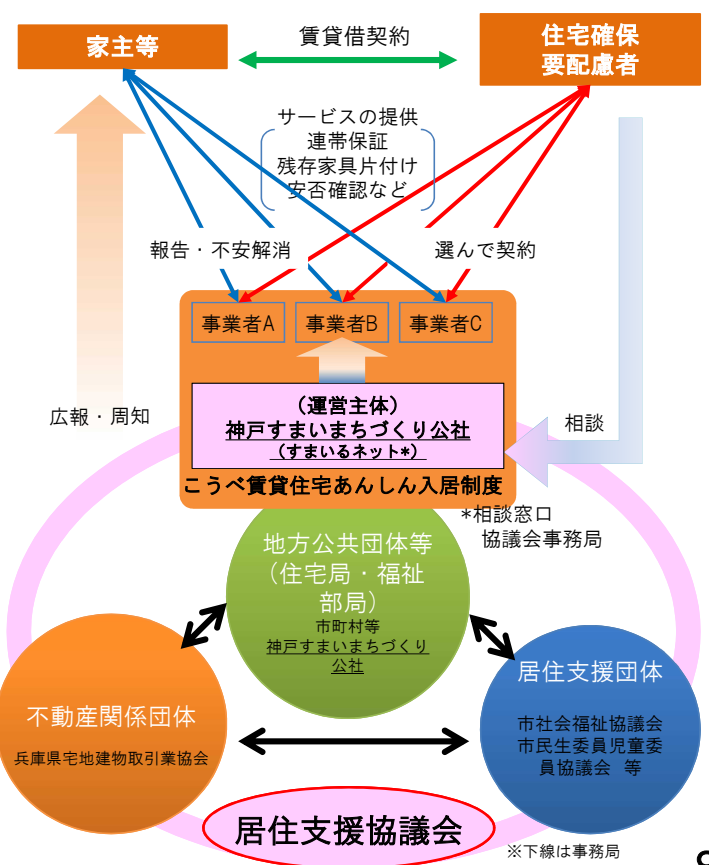 家主等
賃貸借契約
住宅確保
要配慮者
サービスの提供
連帯保証
残存家具片付け
安否確認など
報告・不安解消
選んで契約
事業者A
事業者B
事業者C
広報・周知
（運営主体）
神戸すまいまちづくり公社
（すまいるネット*）
相談
こうべ賃貸住宅あんしん入居制度
*相談窓口
協議会事務局
地方公共団体等
（住宅局・福祉
部局）
市町村等
神戸すまいまちづくり
公社
不動産関係団体
兵庫県宅地建物取引業協会
居住支援団体
市社会福祉協議会
市民生委員児童委
員協議会 等
居住支援協議会
※下線は事務局